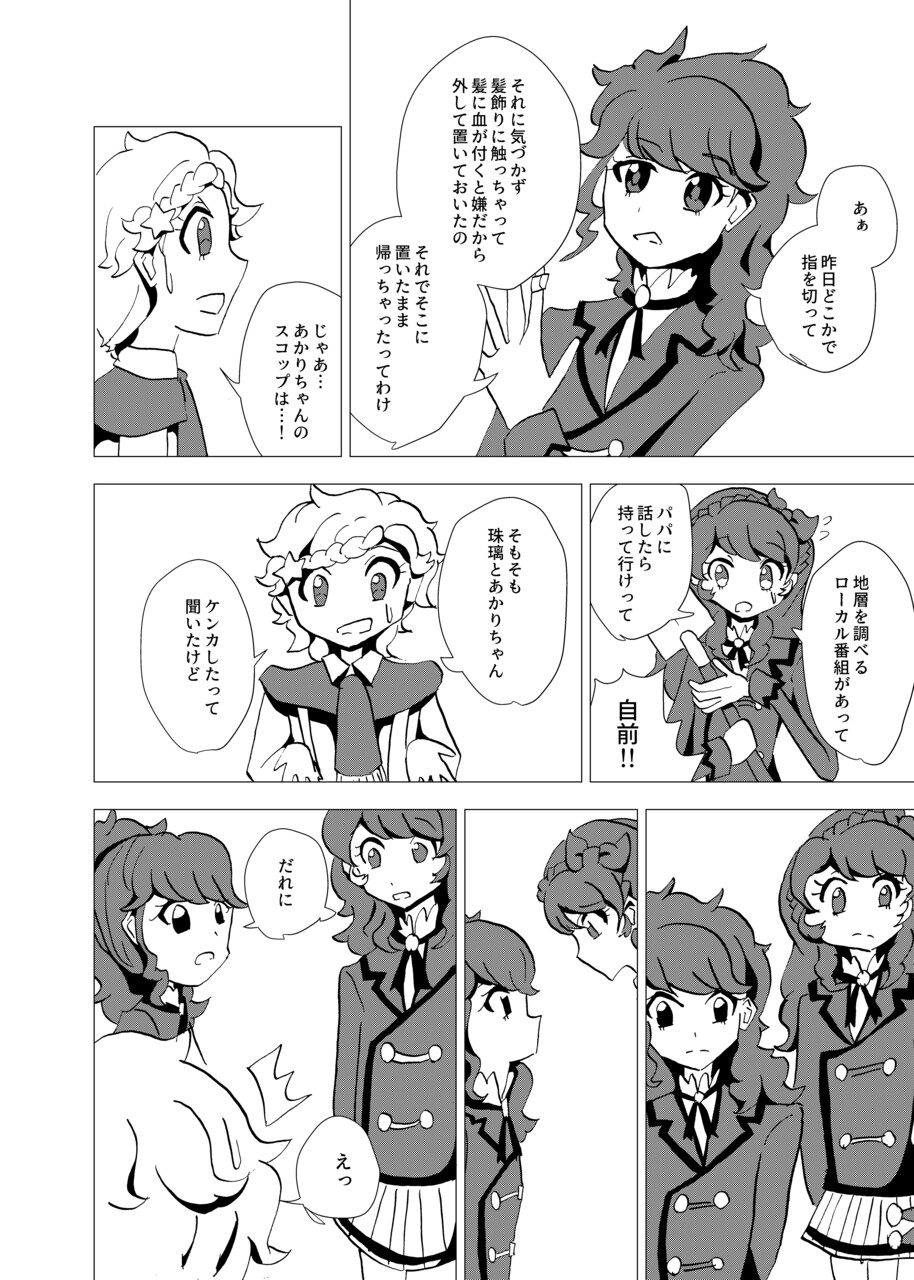 あぁ
昨日どこかで
指を切って
それに気づかず
髪飾りに触っちゃって
髪に血が付くと嫌だから
外して置いておいたの
それでそこに
置いたまま
帰っちゃったってわけ
じゃあ…
あかりちゃんの
スコップは…！
地層を調べる
ローカル番組があって
パパに
話したら
持って行けって
自前!!
そもそも
珠璃とあかりちゃん
ケンカしたって
聞いたけど
だれに
えっ